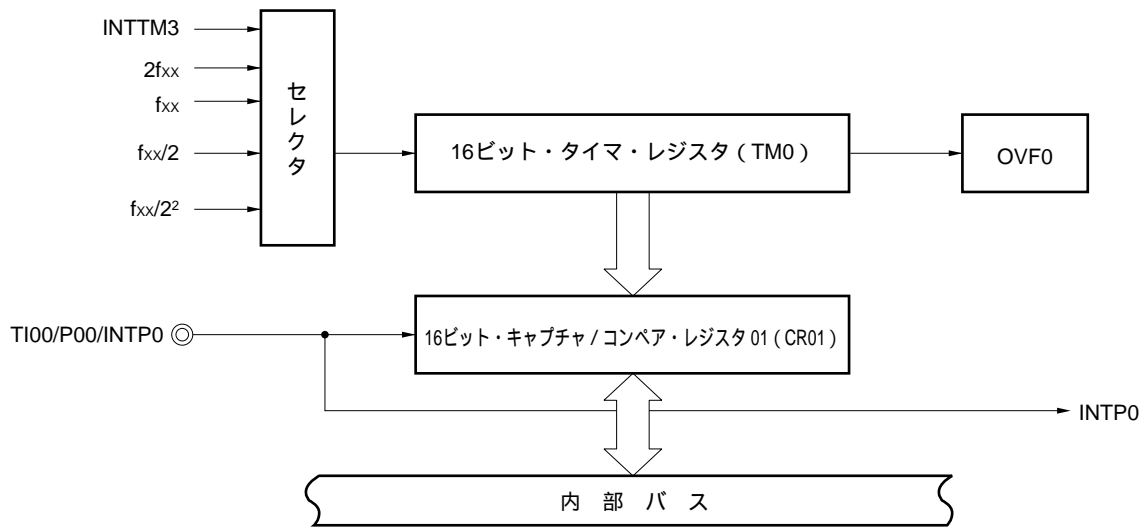 INTTM3
2fxx
fxx
fxx/2
fxx/2²
セレクタ
16ビット・タイマ・レジスタ（TM0）
OVF0
TI00/P00/INTP0
16ビット・キャプチャ/コンペア・レジスタ01（CR01）
INTP0
内部バス